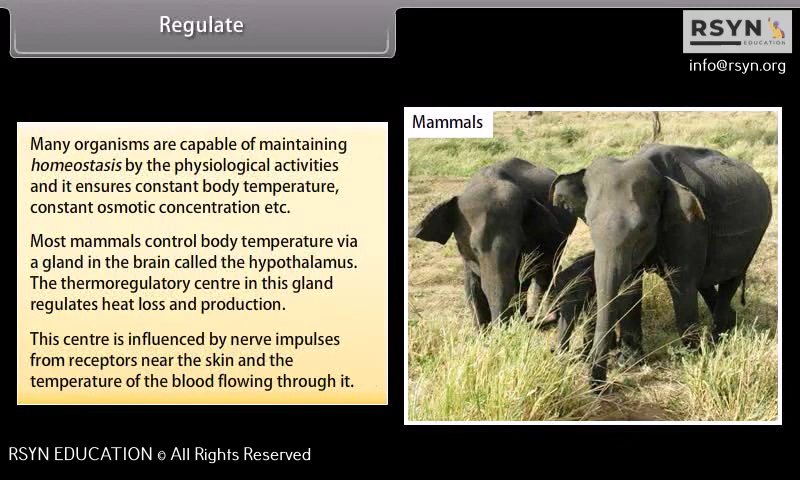 Regulate
RSYN
EDUCATION
info@rsyn.org
Many organisms are capable of maintaining
homeostasis by the physiological activities
and it ensures constant body temperature,
constant osmotic concentration etc.
Most mammals control body temperature via
a gland in the brain called the hypothalamus.
The thermoregulatory centre in this gland
regulates heat loss and production.
This centre is influenced by nerve impulses
from receptors near the skin and the
temperature of the blood flowing through it.
Mammals
RSYN EDUCATION © All Rights Reserved